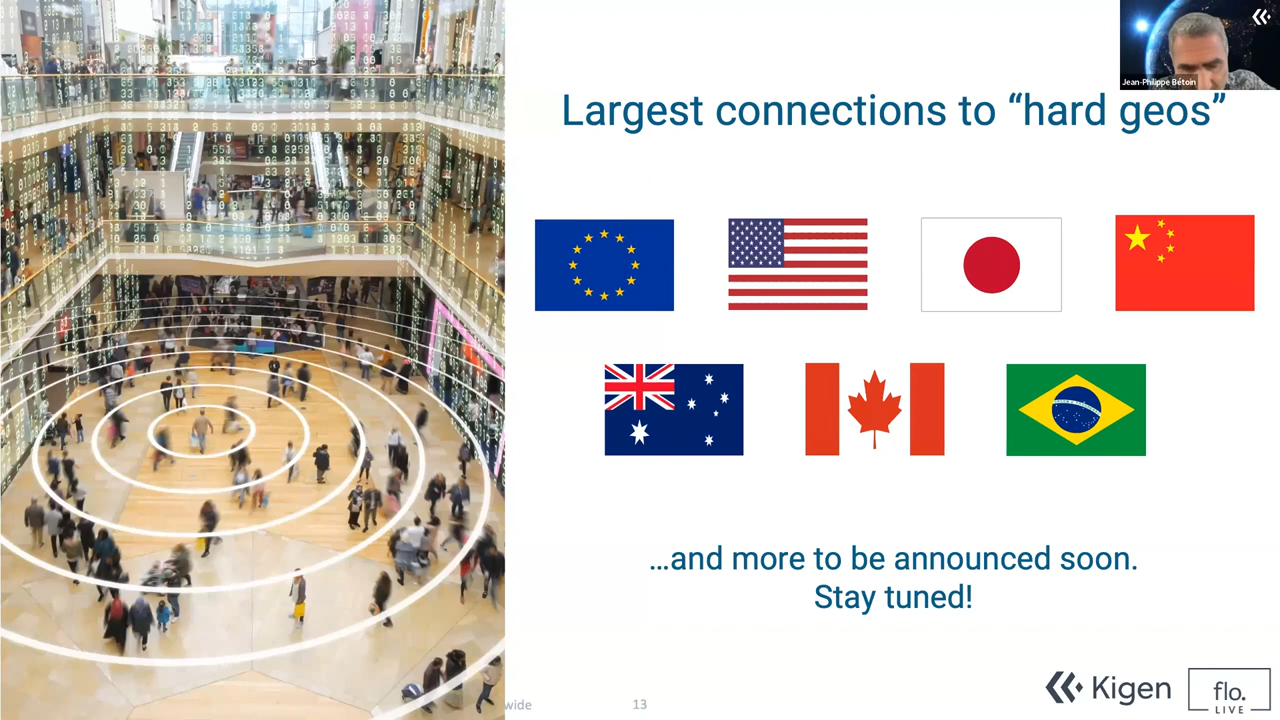 Jean-Philippe Bétoin
Largest connections to “hard geos”
…and more to be announced soon.
Stay tuned!
wide
13
Kigen
flo.
LIVE